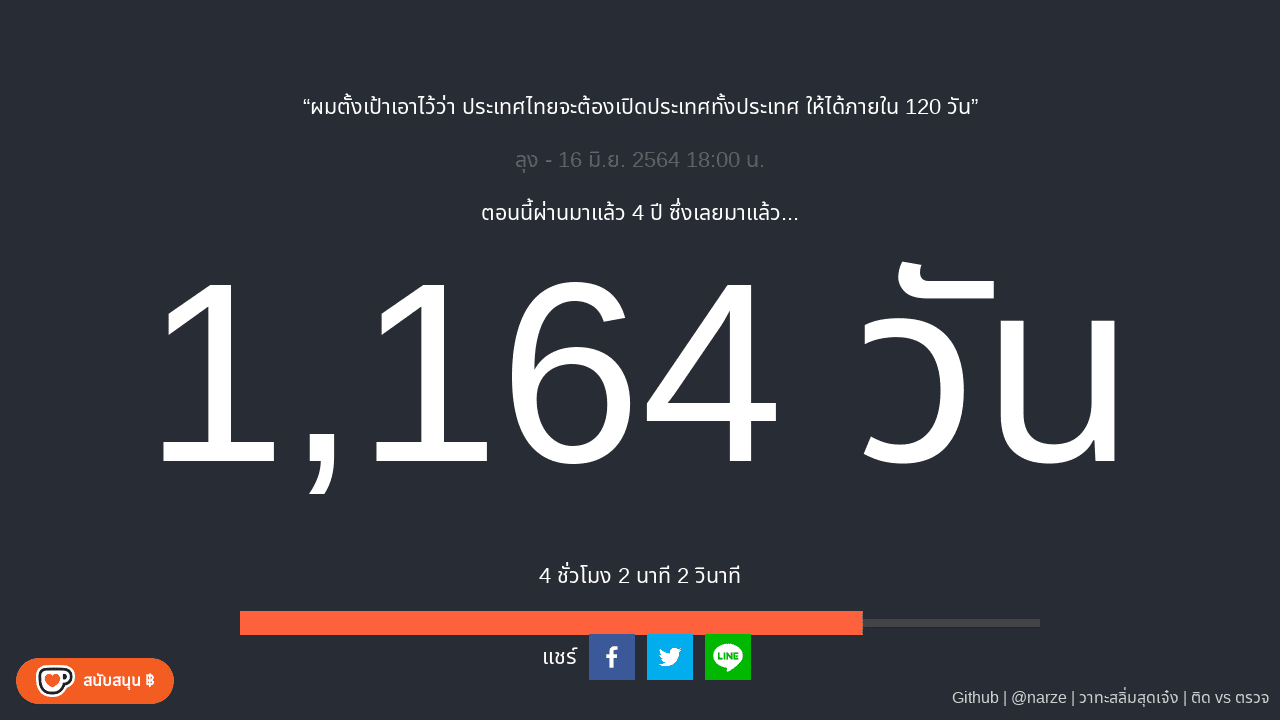 “ผมตั้งเป้าเอาไว้ว่า ประเทศไทยจะต้องเปิดประเทศทั้งประเทศ ให้ได้ภายใน 120 วัน”
ลุง - 16 มิ.ย. 2564 18:00 น.
ตอนนี้ผ่านมาแล้ว 4 ปี ซึ่งเลยมาแล้ว...
1,164 วัน
4 ชั่วโมง 2 นาที 2 วินาที
แชร์
LINE
สนับสนุน ฿
Github | @narze | วาทะสลิ่มสุดเจ๋ง | ติด vs ตรวจ